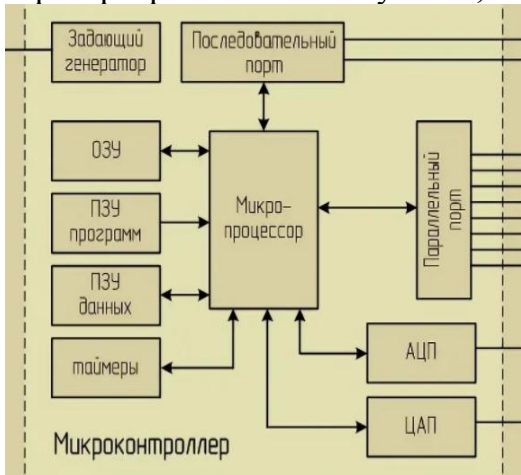 Задающий
генератор
Последовательный
порт
ОЗУ
ПЗУ
программ
ПЗУ
данных
таймеры
Микро-
процессор
Параллельный
порт
АЦП
ЦАП
Микроконтроллер